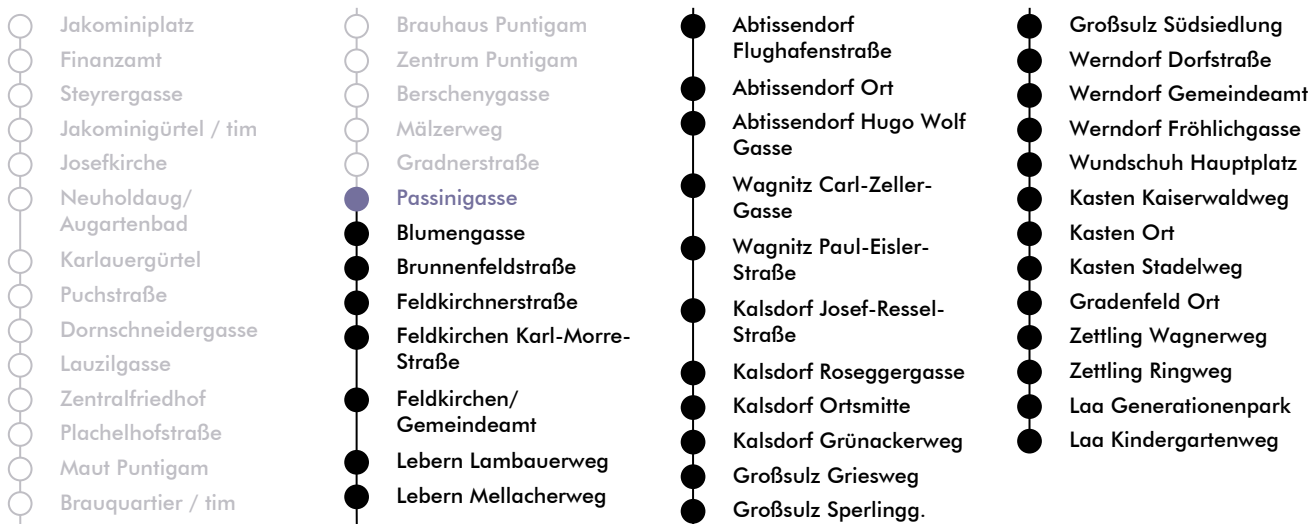 Jakominiplatz
Finanzamt
Steyrergasse
Jakominigürtel / tim
Josefkirche
Neuholdaug/
Augartenbad
Karlauergürtel
Puchstraße
Dornschneidergasse
Lauzilgasse
Zentralfriedhof
Plachelhofstraße
Maut Puntigam
Brauquartier / tim
Brauhaus Puntigam
Zentrum Puntigam
Berschenygasse
Mälzerweg
Gradnerstraße
Passinigasse
Blumengasse
Brunnenfeldstraße
Feldkirchnerstraße
Feldkirchen Karl-Morre-
Straße
Feldkirchen/
Gemeindeamt
Lebern Lambauerweg
Lebern Mellacherweg
Abtissendorf
Flughafenstraße
Abtissendorf Ort
Abtissendorf Hugo Wolf
Gasse
Wagnitz Carl-Zeller-
Gasse
Wagnitz Paul-Eisler-
Straße
Kalsdorf Josef-Ressel-
Straße
Kalsdorf Roseggergasse
Kalsdorf Ortsmitte
Kalsdorf Grünackerweg
Großsulz Griesweg
Großsulz Sperlingg.
Großsulz Südsiedlung
Werndorf Dorfstraße
Werndorf Gemeindeamt
Werndorf Fröhlichgasse
Wundschuh Hauptplatz
Kasten Kaiserwaldweg
Kasten Ort
Kasten Stadelweg
Gradenfeld Ort
Zettling Wagnerweg
Zettling Ringweg
Laa Generationenpark
Laa Kindergartenweg